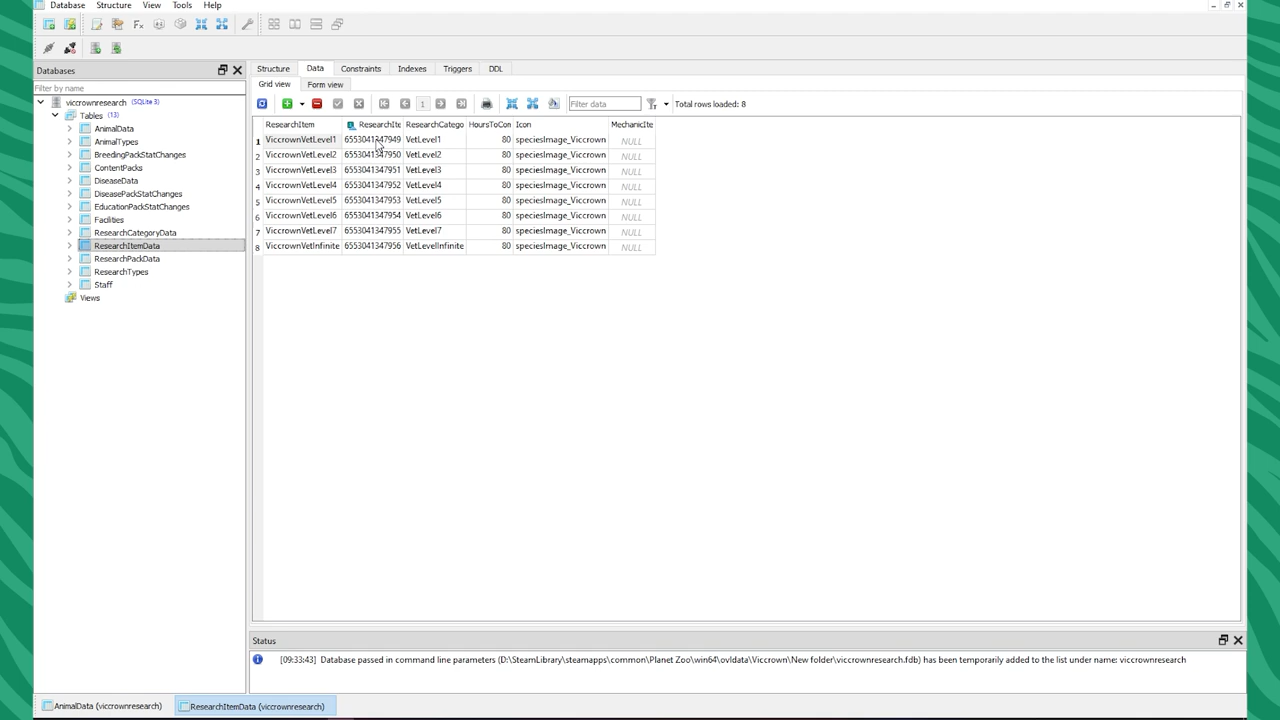 Database Structure View Tools Help
Databases
Filter by name
viccrownresearch (SQLite 3)
Tables (13)
AnimalData
AnimalTypes
BreedingPackStatChanges
ContentPacks
DiseaseData
DiseasePackStatChanges
EducationPackStatChanges
Facilities
ResearchCategoryData
ResearchItemData
ResearchPackData
ResearchTypes
Staff
Views
Structure Data Constraints Indexes Triggers DDL
Grid view Form view
1 Filter data Total rows loaded: 8
ResearchItem ResearchIte ResearchCatego HoursToCon Icon MechanicIte
1 ViccrownVetLevel1 6553041347949 VetLevel1 80 speciesImage_Viccrown NULL
2 ViccrownVetLevel2 6553041347950 VetLevel2 80 speciesImage_Viccrown NULL
3 ViccrownVetLevel3 6553041347951 VetLevel3 80 speciesImage_Viccrown NULL
4 ViccrownVetLevel4 6553041347952 VetLevel4 80 speciesImage_Viccrown NULL
5 ViccrownVetLevel5 6553041347953 VetLevel5 80 speciesImage_Viccrown NULL
6 ViccrownVetLevel6 6553041347954 VetLevel6 80 speciesImage_Viccrown NULL
7 ViccrownVetLevel7 6553041347955 VetLevel7 80 speciesImage_Viccrown NULL
8 ViccrownVetInfinite 6553041347956 VetLevelInfinite 80 speciesImage_Viccrown NULL
Status
[09:33:43] Database passed in command line parameters (D:\SteamLibrary\steamapps\common\Planet Zoo\win64\ovldata\Viccrown\New folder\viccrownresearch.fdb) has been temporarily added to the list under name: viccrownresearch
AnimalData (viccrownresearch) ResearchItemData (viccrownresearch)